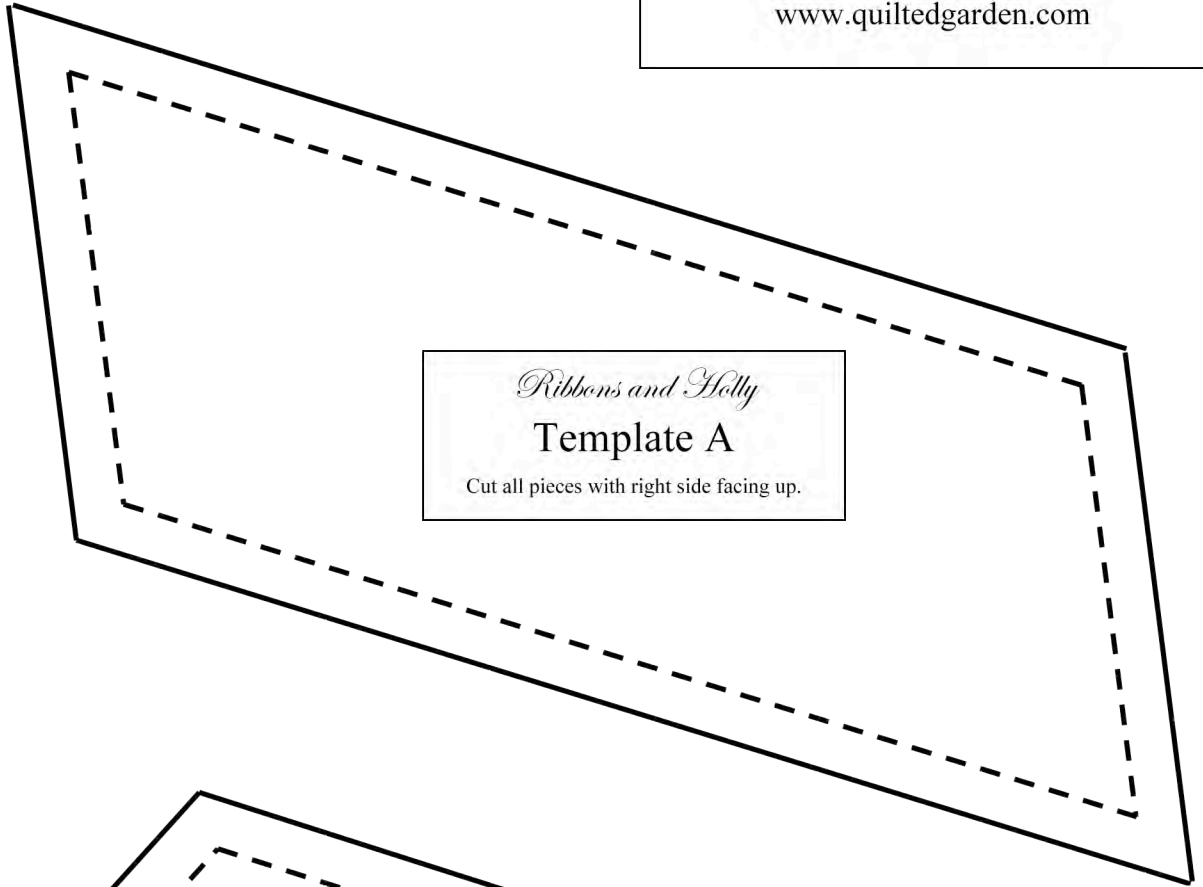 www.quiltedgarden.com
Ribbons and Holly
Template A
Cut all pieces with right side facing up.